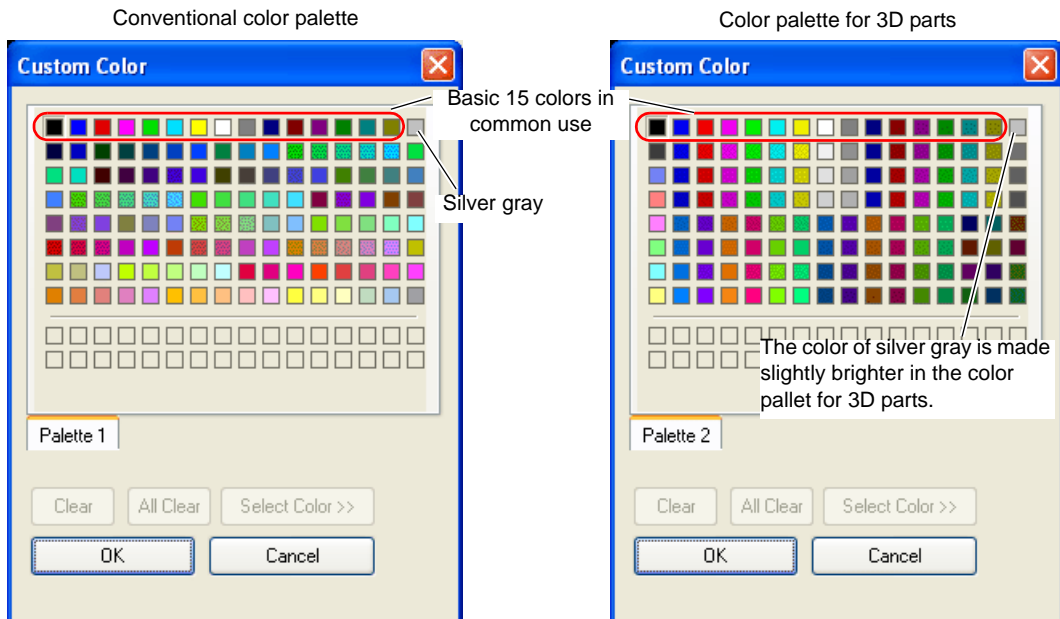 Conventional color palette
Color palette for 3D parts
Custom Color
Custom Color
Basic 15 colors in
common use
Silver gray
The color of silver gray is made
slightly brighter in the color
pallet for 3D parts.
Palette 1
Palette 2
Clear
All Clear
Select Color >>
Clear
All Clear
Select Color >>
OK
Cancel
OK
Cancel